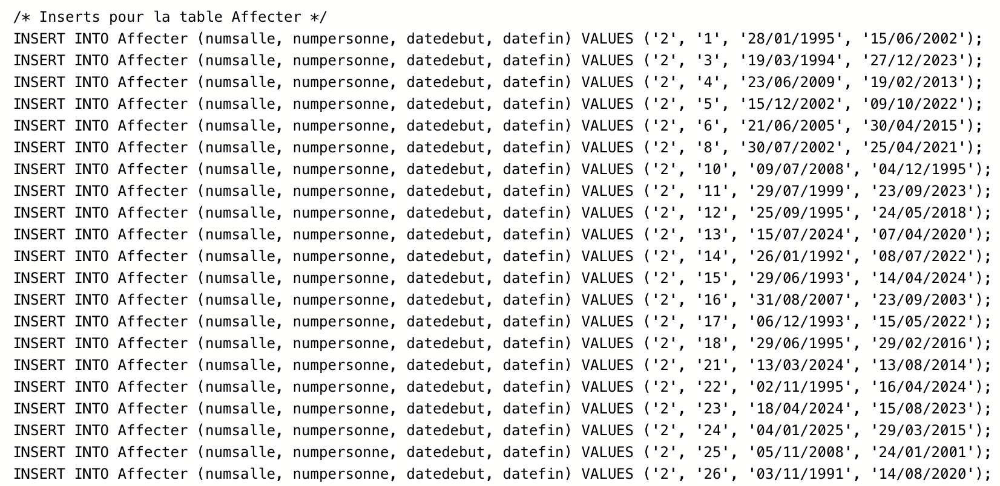 /* Inserts pour la table Affecter */
INSERT INTO Affecter (numsalle, numpersonne, datedebut, datefin) VALUES ('2', '1', '28/01/1995', '15/06/2002');
INSERT INTO Affecter (numsalle, numpersonne, datedebut, datefin) VALUES ('2', '3', '19/03/1994', '27/12/2023');
INSERT INTO Affecter (numsalle, numpersonne, datedebut, datefin) VALUES ('2', '4', '23/06/2009', '19/02/2013');
INSERT INTO Affecter (numsalle, numpersonne, datedebut, datefin) VALUES ('2', '5', '15/12/2002', '09/10/2022');
INSERT INTO Affecter (numsalle, numpersonne, datedebut, datefin) VALUES ('2', '6', '21/06/2005', '30/04/2015');
INSERT INTO Affecter (numsalle, numpersonne, datedebut, datefin) VALUES ('2', '8', '30/07/2002', '25/04/2021');
INSERT INTO Affecter (numsalle, numpersonne, datedebut, datefin) VALUES ('2', '10', '09/07/2008', '04/12/1995');
INSERT INTO Affecter (numsalle, numpersonne, datedebut, datefin) VALUES ('2', '11', '29/07/1999', '23/09/2023');
INSERT INTO Affecter (numsalle, numpersonne, datedebut, datefin) VALUES ('2', '12', '25/09/1995', '24/05/2018');
INSERT INTO Affecter (numsalle, numpersonne, datedebut, datefin) VALUES ('2', '13', '15/07/2024', '07/04/2020');
INSERT INTO Affecter (numsalle, numpersonne, datedebut, datefin) VALUES ('2', '14', '26/01/1992', '08/07/2022');
INSERT INTO Affecter (numsalle, numpersonne, datedebut, datefin) VALUES ('2', '15', '29/06/1993', '14/04/2024');
INSERT INTO Affecter (numsalle, numpersonne, datedebut, datefin) VALUES ('2', '16', '31/08/2007', '23/09/2003');
INSERT INTO Affecter (numsalle, numpersonne, datedebut, datefin) VALUES ('2', '17', '06/12/1993', '15/05/2022');
INSERT INTO Affecter (numsalle, numpersonne, datedebut, datefin) VALUES ('2', '18', '29/06/1995', '29/02/2016');
INSERT INTO Affecter (numsalle, numpersonne, datedebut, datefin) VALUES ('2', '21', '13/03/2024', '13/08/2014');
INSERT INTO Affecter (numsalle, numpersonne, datedebut, datefin) VALUES ('2', '22', '02/11/1995', '16/04/2024');
INSERT INTO Affecter (numsalle, numpersonne, datedebut, datefin) VALUES ('2', '23', '18/04/2024', '15/08/2023');
INSERT INTO Affecter (numsalle, numpersonne, datedebut, datefin) VALUES ('2', '24', '04/01/2025', '29/03/2015');
INSERT INTO Affecter (numsalle, numpersonne, datedebut, datefin) VALUES ('2', '25', '05/11/2008', '24/01/2001');
INSERT INTO Affecter (numsalle, numpersonne, datedebut, datefin) VALUES ('2', '26', '03/11/1991', '14/08/2020');